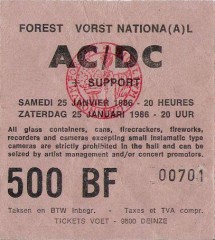 FOREST VORST NATIONA(A)L
AC/DC
+ SUPPORT
SAMEDI 25 JANVIER 1986 - 20 HEURES
ZATERDAG 25 JANUARI 1986 - 20 UUR
All glass containers, cans, firecrackers, fireworks,
recorders and cameras excepting small instamatic type
cameras are strictly prohibited in the hall and can be
seized by artist management and/or concert promotors.
500 BF 00701
Taksen en BTW inbegr. - Taxes et TVA compr.
TICKETS VOET - 9800 DEINZE